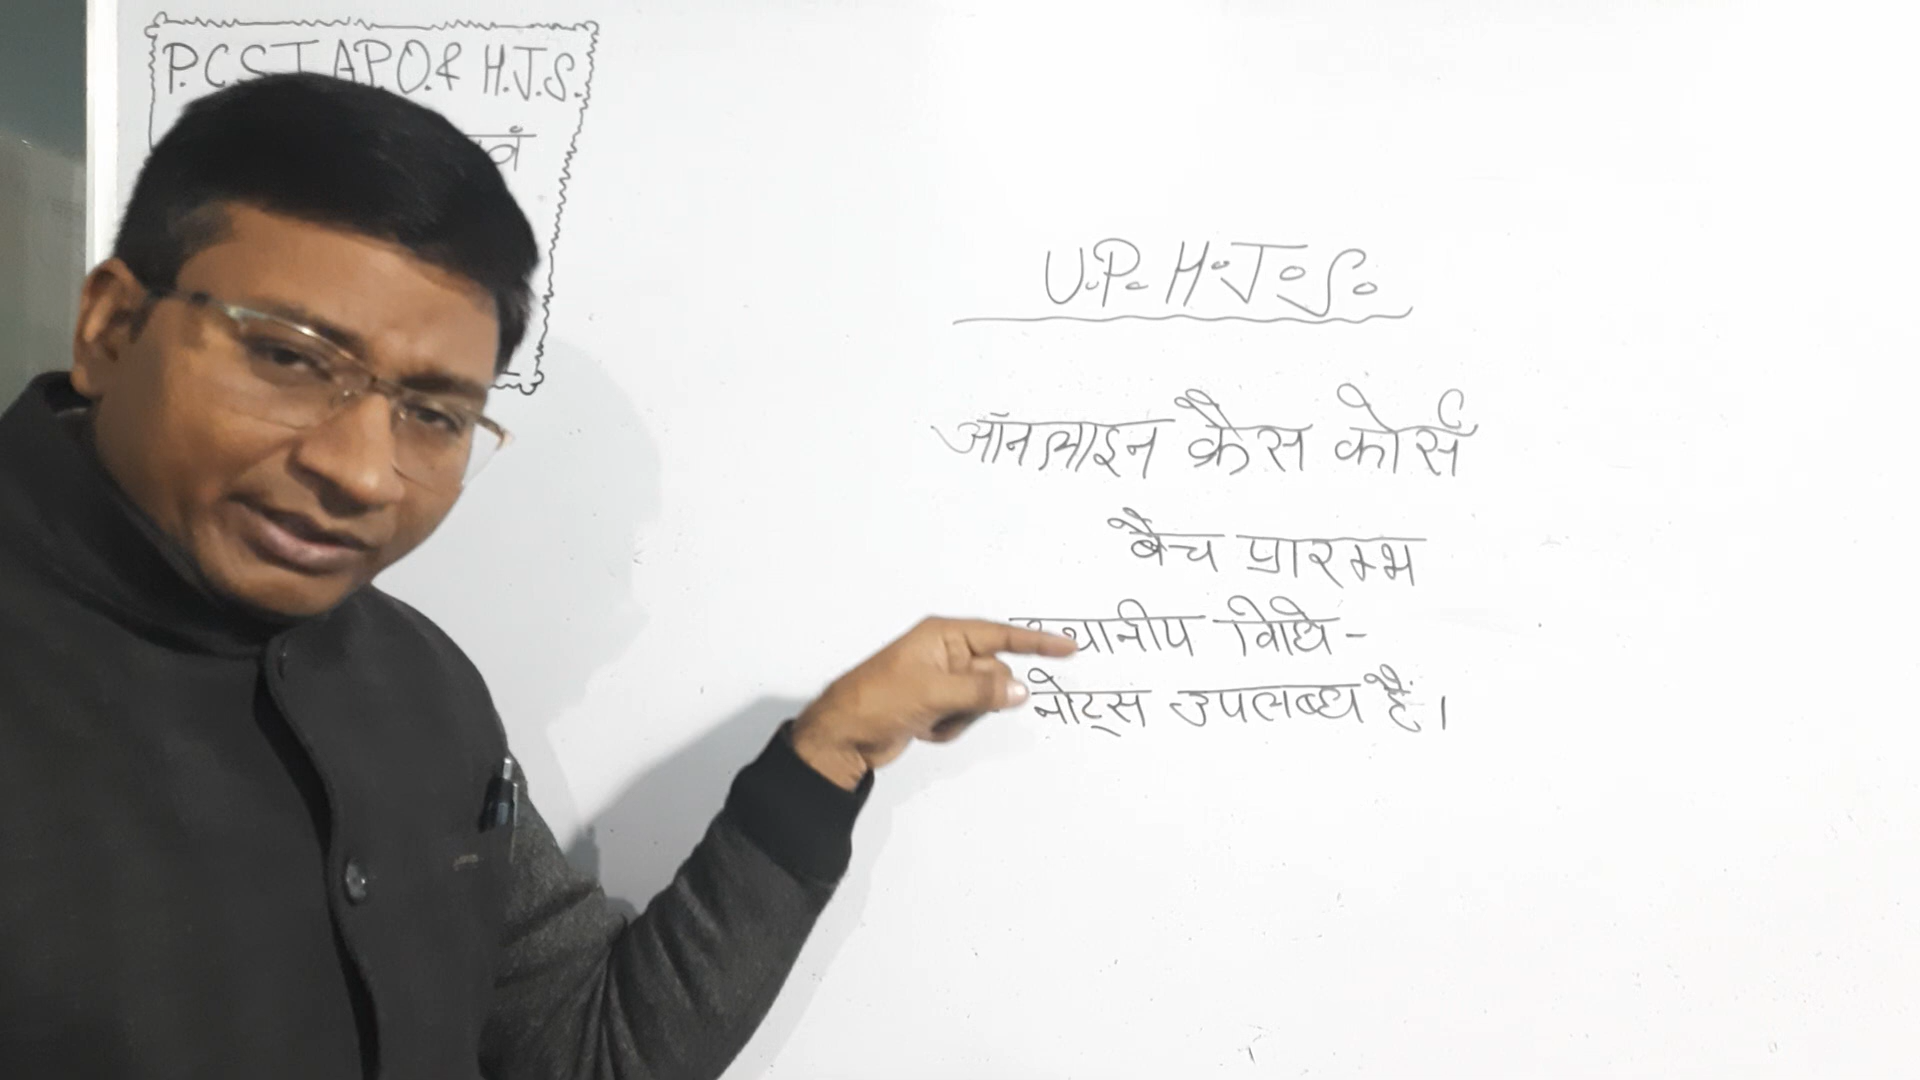 P.C.S.J. A.P.O. & H.J.S.
U.P. H.J.S.
ऑनलाइन क्रैस कोर्स
बैच प्रारम्भ
स्थानीय विधि-
नोट्स उपलब्ध हैं।